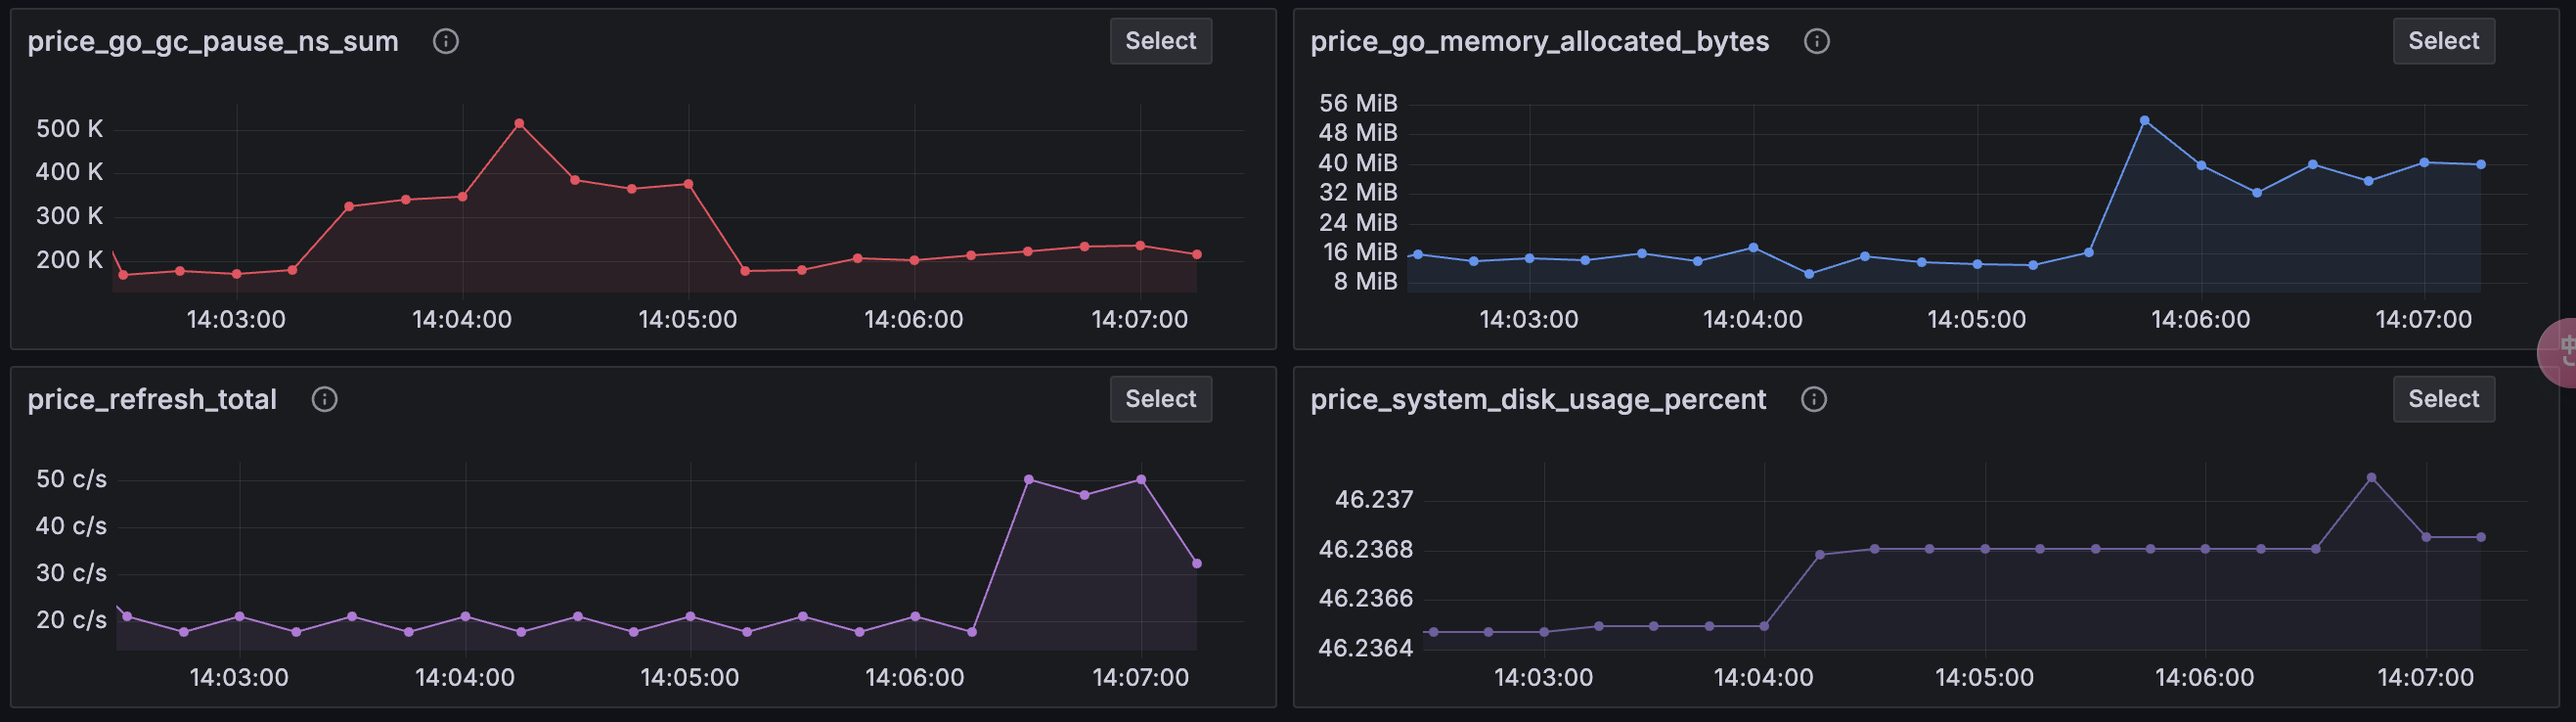 price_go_gc_pause_ns_sum
Select
500 K
400 K
300 K
200 K
14:03:00 14:04:00 14:05:00 14:06:00 14:07:00
price_go_memory_allocated_bytes
Select
56 MiB
48 MiB
40 MiB
32 MiB
24 MiB
16 MiB
8 MiB
14:03:00 14:04:00 14:05:00 14:06:00 14:07:00
price_refresh_total
Select
50 c/s
40 c/s
30 c/s
20 c/s
14:03:00 14:04:00 14:05:00 14:06:00 14:07:00
price_system_disk_usage_percent
Select
46.237
46.2368
46.2366
46.2364
14:03:00 14:04:00 14:05:00 14:06:00 14:07:00